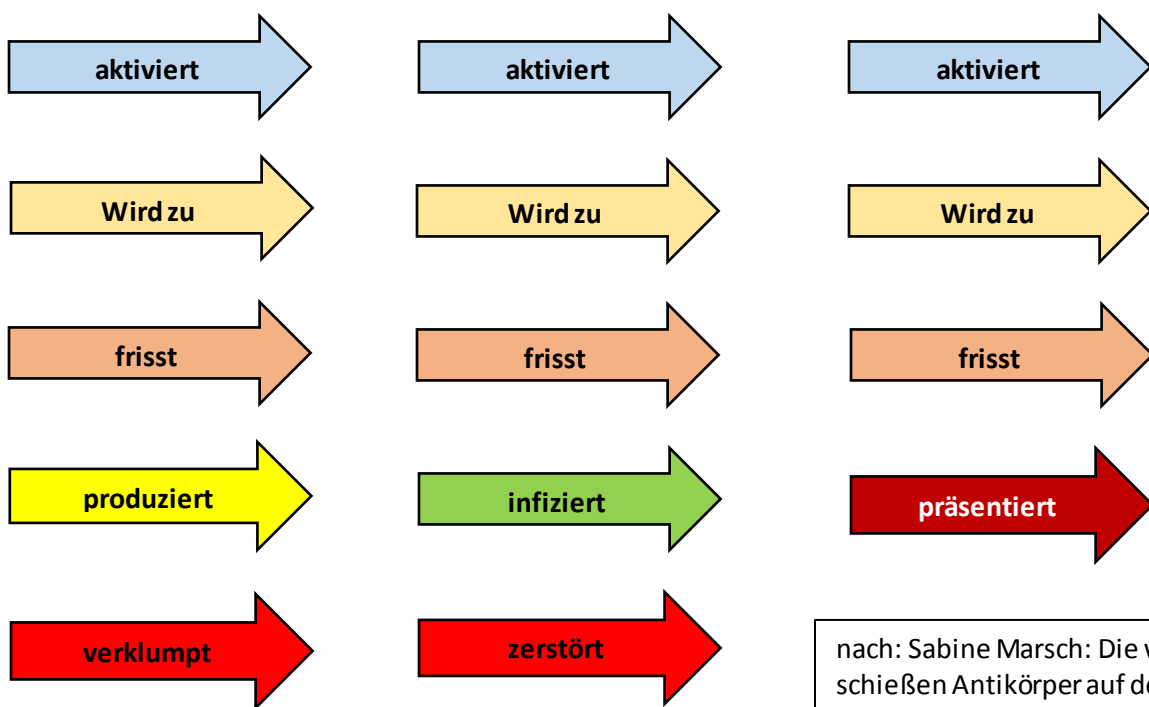 aktiviert
aktiviert
aktiviert
Wird zu
Wird zu
Wird zu
frisst
frisst
frisst
produziert
infiziert
präsentiert
verklumpt
zerstört
nach: Sabine Marsch: Die
schießen Antikörper auf